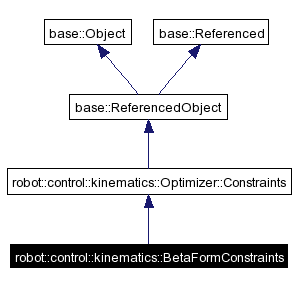 base::Object
base::Referenced
base::ReferencedObject
robot::control::kinematics::Optimizer::Constraints
robot::control::kinematics::BetaFormConstraints